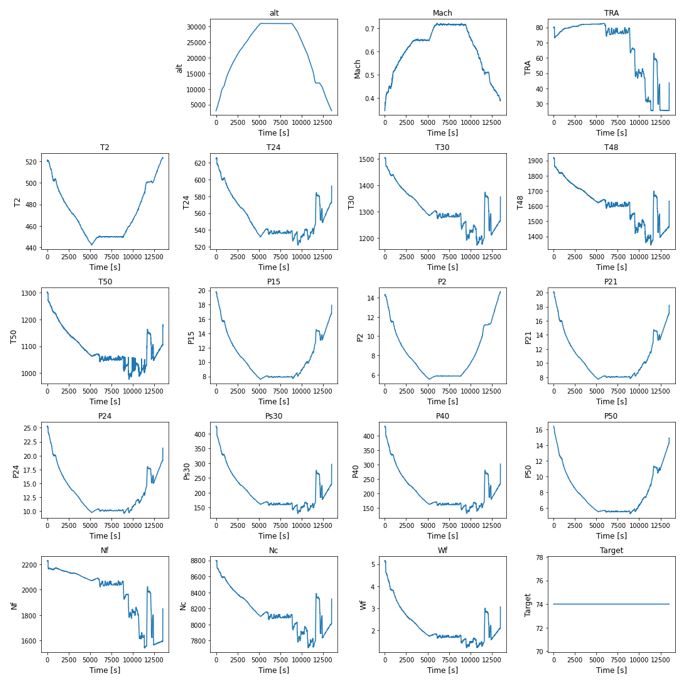 alt
alt
30000
25000
20000
15000
10000
5000
0 2500 5000 7500 10000 12500
Time [s]
Mach
Mach
0.7
0.6
0.5
0.4
0 2500 5000 7500 10000 12500
Time [s]
TRA
TRA
80
70
60
50
40
30
0 2500 5000 7500 10000 12500
Time [s]
T2
T2
520
500
480
460
440
0 2500 5000 7500 10000 12500
Time [s]
T24
T24
620
600
580
560
540
520
0 2500 5000 7500 10000 12500
Time [s]
T30
T30
1500
1400
1300
1200
0 2500 5000 7500 10000 12500
Time [s]
T48
T48
1900
1800
1700
1600
1500
1400
0 2500 5000 7500 10000 12500
Time [s]
T50
T50
1300
1200
1100
1000
0 2500 5000 7500 10000 12500
Time [s]
P15
P15
20
18
16
14
12
10
8
0 2500 5000 7500 10000 12500
Time [s]
P2
P2
14
12
10
8
6
0 2500 5000 7500 10000 12500
Time [s]
P21
P21
20
18
16
14
12
10
8
0 2500 5000 7500 10000 12500
Time [s]
P24
P24
25.0
22.5
20.0
17.5
15.0
12.5
10.0
0 2500 5000 7500 10000 12500
Time [s]
Ps30
Ps30
400
350
300
250
200
150
0 2500 5000 7500 10000 12500
Time [s]
P40
P40
400
350
300
250
200
150
0 2500 5000 7500 10000 12500
Time [s]
P50
P50
16
14
12
10
8
6
0 2500 5000 7500 10000 12500
Time [s]
Nf
Nf
2200
2000
1800
1600
0 2500 5000 7500 10000 12500
Time [s]
Nc
Nc
8800
8600
8400
8200
8000
7800
0 2500 5000 7500 10000 12500
Time [s]
Wf
Wf
5
4
3
2
0 2500 5000 7500 10000 12500
Time [s]
Target
Target
78
76
74
72
70
0 2500 5000 7500 10000 12500
Time [s]